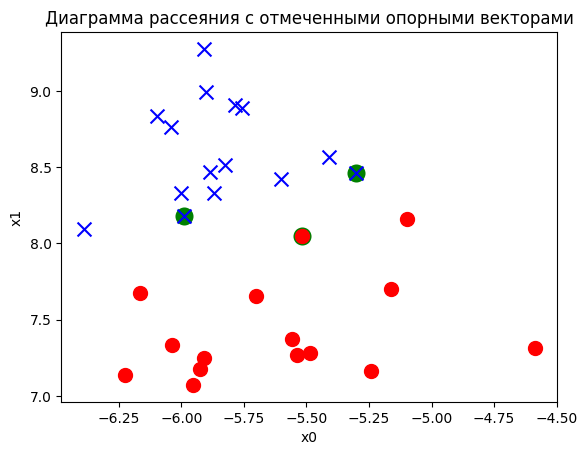 Диаграмма рассеяния с отмеченными опорными векторами
x1
9.0
8.5
8.0
7.5
7.0
−6.25 −6.00 −5.75 −5.50 −5.25 −5.00 −4.75 −4.50
x0